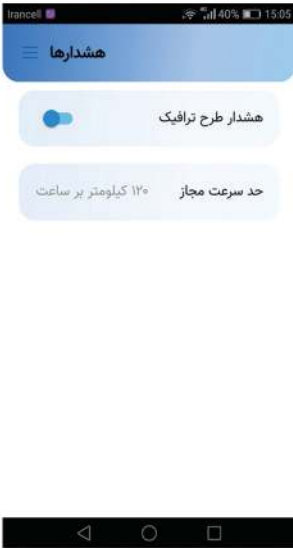 Irancell 40% 15:05
هشدارها
هشدار طرح ترافیک
حد سرعت مجاز ۱۲۰ کیلومتر بر ساعت